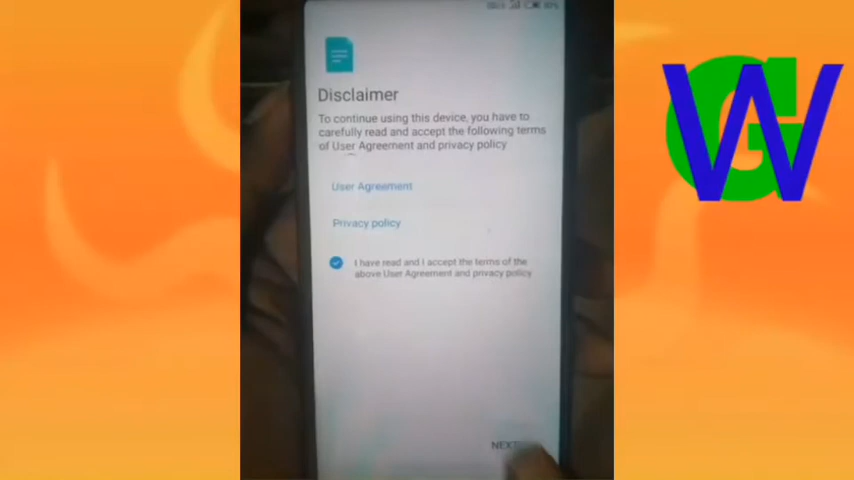 Disclaimer
To continue using this device, you have to
carefully read and accept the following terms
of User Agreement and privacy policy
User Agreement
Privacy policy
I have read and I accept the terms of the
above User Agreement and privacy policy
NEXT
GW